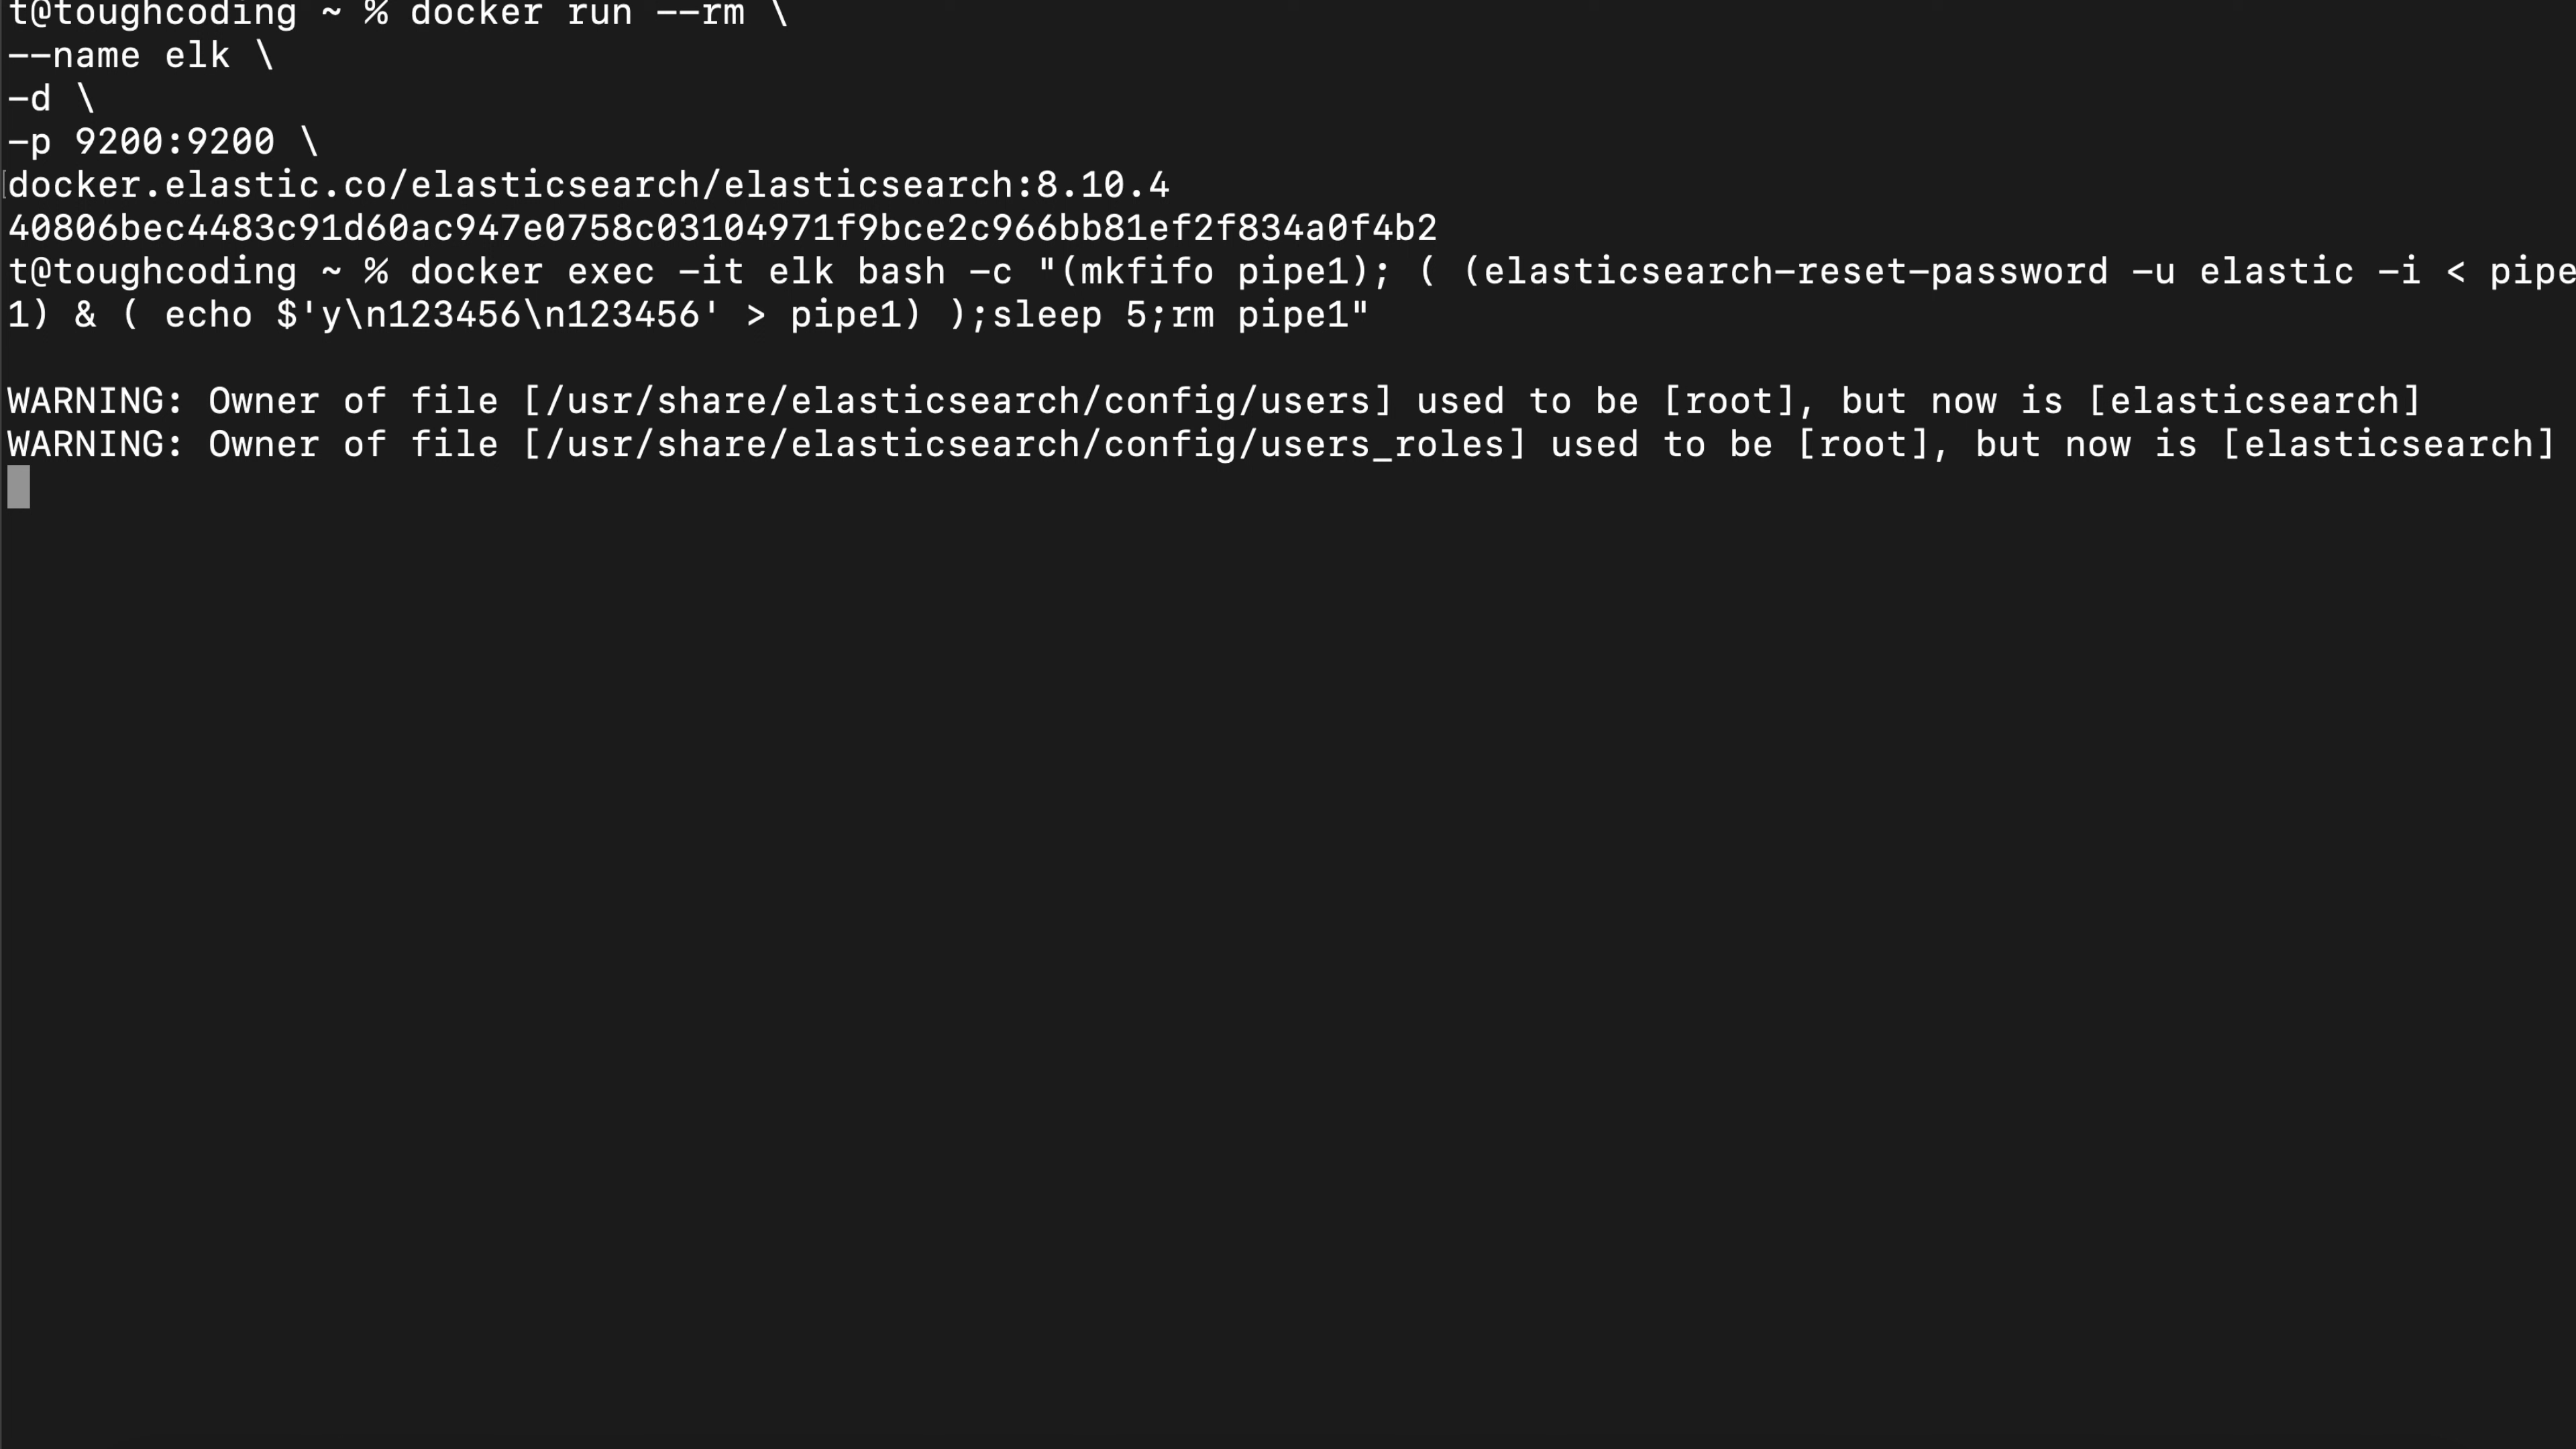 t@toughcoding ~ % docker run --rm \
--name elk \
-d \
-p 9200:9200 \
docker.elastic.co/elasticsearch/elasticsearch:8.10.4
40806bec4483c91d60ac947e0758c03104971f9bce2c966bb81ef2f834a0f4b2
t@toughcoding ~ % docker exec -it elk bash -c "(mkfifo pipe1); ( (elasticsearch-reset-password -u elastic -i < pipe
1) & ( echo $'y\n123456\n123456' > pipe1) );sleep 5;rm pipe1"
WARNING: Owner of file [/usr/share/elasticsearch/config/users] used to be [root], but now is [elasticsearch]
WARNING: Owner of file [/usr/share/elasticsearch/config/users_roles] used to be [root], but now is [elasticsearch]